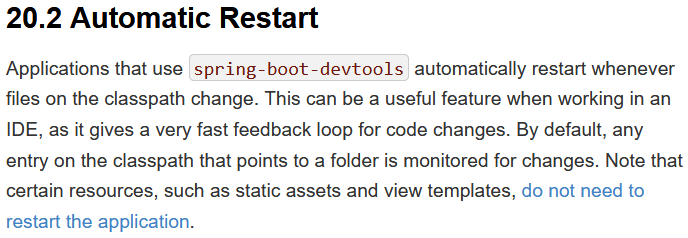 20.2 Automatic Restart
Applications that use spring-boot-devtools automatically restart whenever
files on the classpath change. This can be a useful feature when working in an
IDE, as it gives a very fast feedback loop for code changes. By default, any
entry on the classpath that points to a folder is monitored for changes. Note that
certain resources, such as static assets and view templates, do not need to
restart the application.